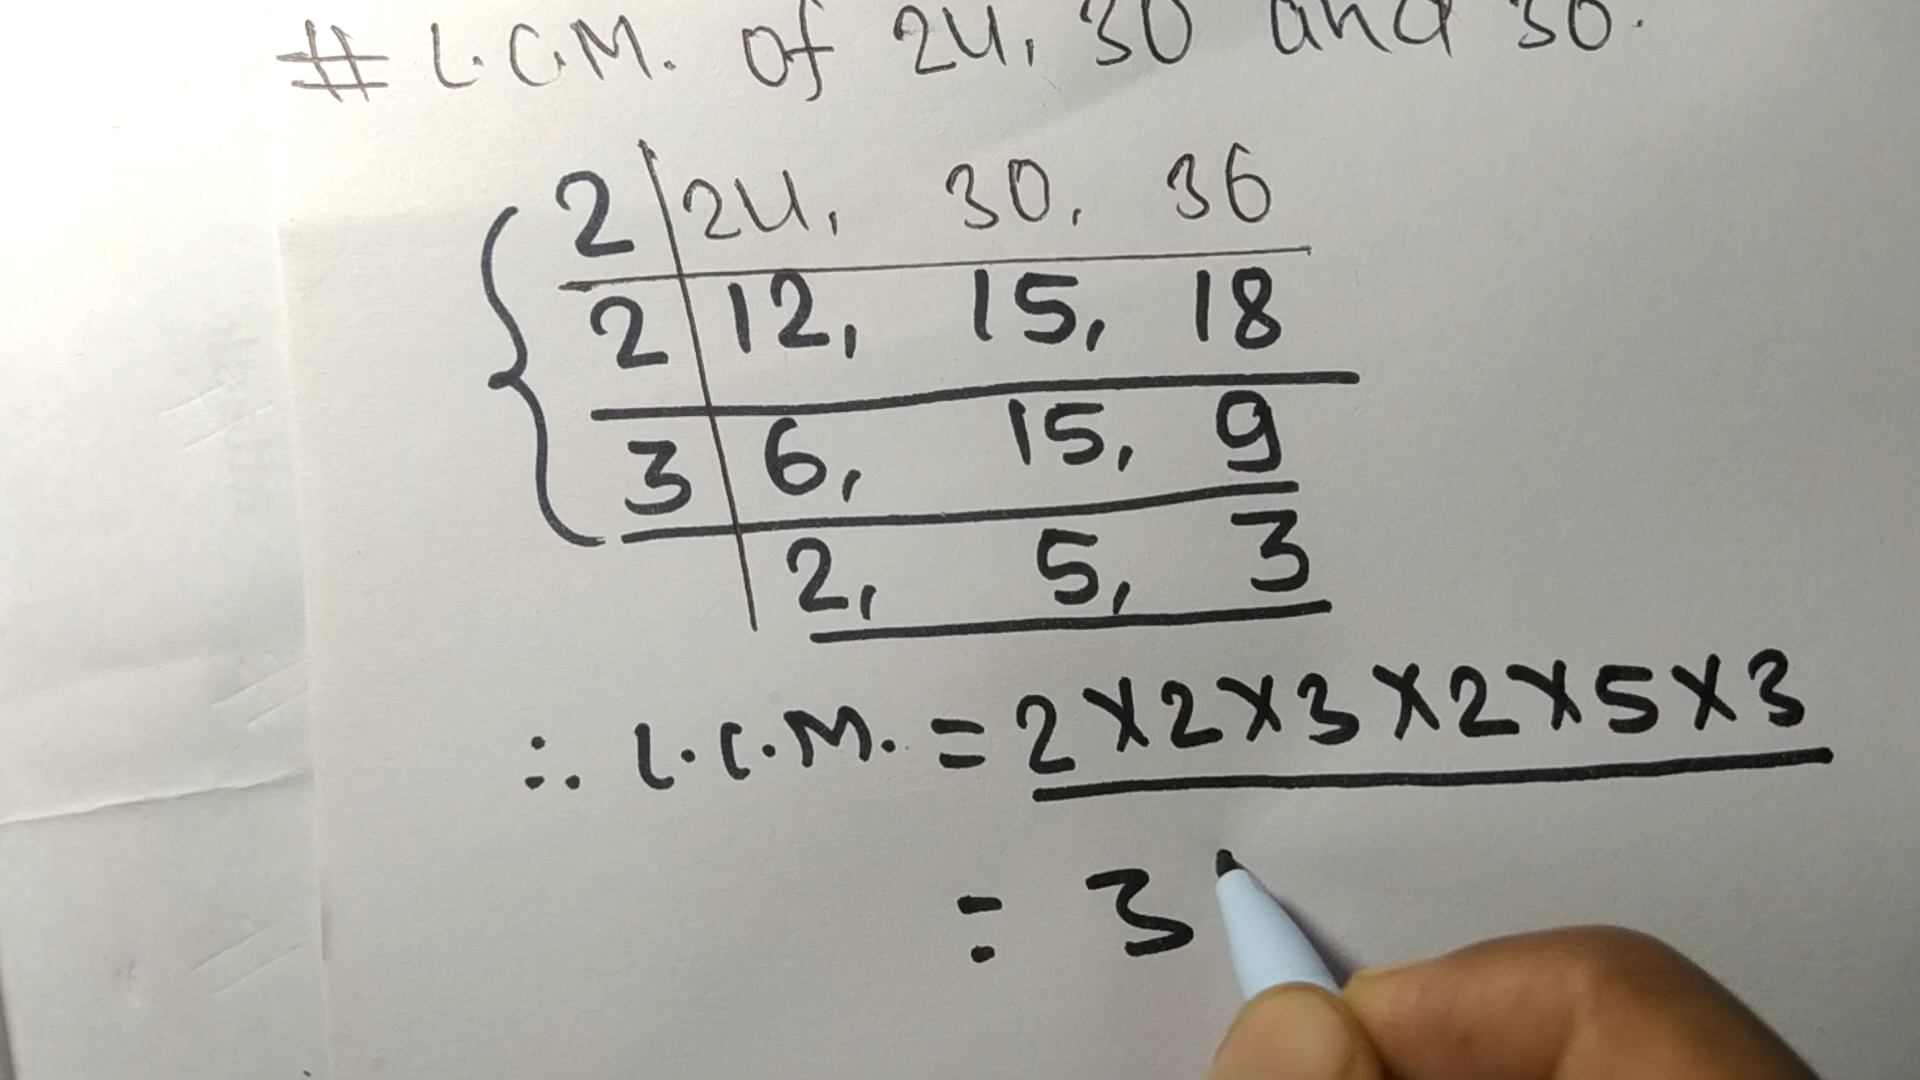 # L.C.M. of 24, 30 and 36.
2 24, 30, 36
2 12, 15, 18
3 6, 15, 9
2, 5, 3
∴ L.C.M. = 2×2×3×2×5×3
= 3